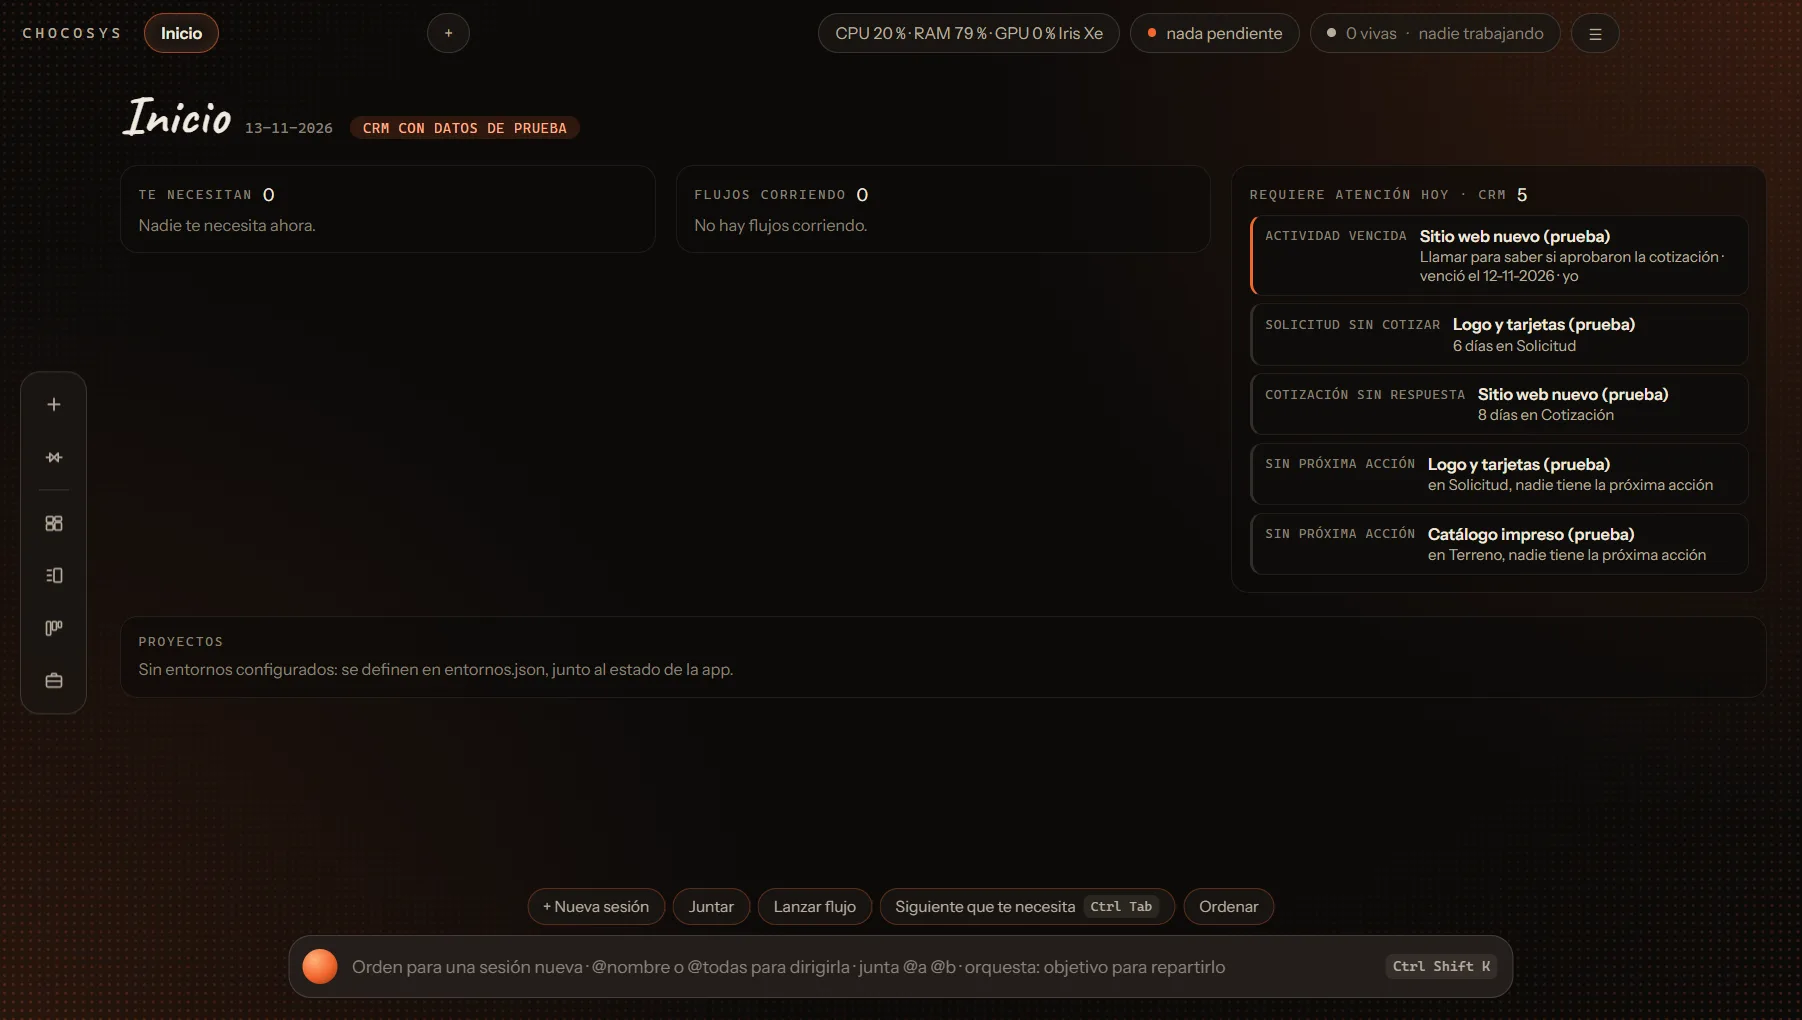 CHOCOSYS
Inicio
+
CPU 20 % · RAM 79 % · GPU 0 % Iris Xe
nada pendiente
0 vivas · nadie trabajando
Inicio 13-11-2026 CRM CON DATOS DE PRUEBA
TE NECESITAN 0
Nadie te necesita ahora.
FLUJOS CORRIENDO 0
No hay flujos corriendo.
REQUIERE ATENCIÓN HOY · CRM 5
ACTIVIDAD VENCIDA Sitio web nuevo (prueba)
Llamar para saber si aprobaron la cotización ·
venció el 12-11-2026 · yo
SOLICITUD SIN COTIZAR Logo y tarjetas (prueba)
6 días en Solicitud
COTIZACIÓN SIN RESPUESTA Sitio web nuevo (prueba)
8 días en Cotización
SIN PRÓXIMA ACCIÓN Logo y tarjetas (prueba)
en Solicitud, nadie tiene la próxima acción
SIN PRÓXIMA ACCIÓN Catálogo impreso (prueba)
en Terreno, nadie tiene la próxima acción
PROYECTOS
Sin entornos configurados: se definen en entornos.json, junto al estado de la app.
+ Nueva sesión
Juntar
Lanzar flujo
Siguiente que te necesita Ctrl Tab
Ordenar
Orden para una sesión nueva · @nombre o @todas para dirigirla · junta @a @b · orquesta: objetivo para repartirlo
Ctrl Shift K